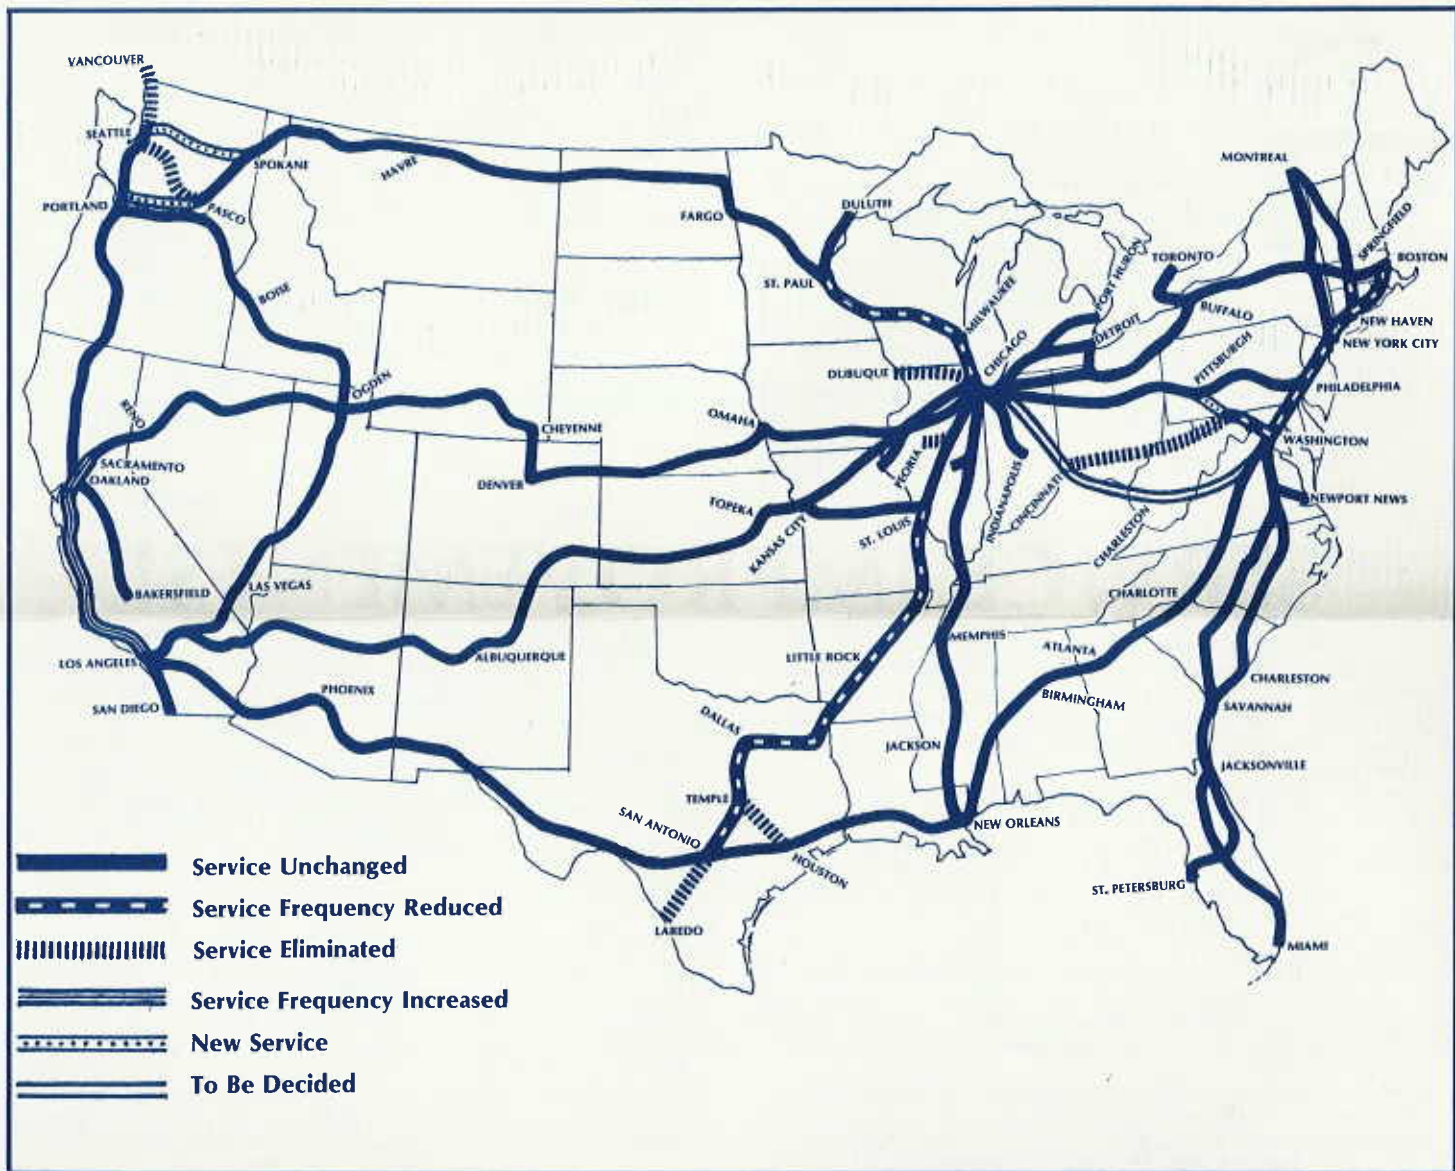 VANCOUVER
SEATTLE
SPOKANE
HAVRE
PORTLAND
PASCO
BOISE
FARGO
DULUTH
ST. PAUL
MILWAUKEE
PORT HURON
DETROIT
TORONTO
MONTREAL
SPRINGFIELD
BOSTON
BUFFALO
NEW HAVEN
NEW YORK CITY
PITTSBURGH
PHILADELPHIA
CHICAGO
DUBUQUE
OGDEN
RENO
OMAHA
CHEYENNE
DENVER
SACRAMENTO
OAKLAND
PEORIA
WASHINGTON
INDIANAPOLIS
CINCINNATI
NEWPORT NEWS
TOPEKA
KANSAS CITY
ST. LOUIS
CHARLESTON
BAKERSFIELD
LAS VEGAS
CHARLOTTE
LOS ANGELES
ALBUQUERQUE
LITTLE ROCK
MEMPHIS
ATLANTA
PHOENIX
SAN DIEGO
BIRMINGHAM
CHARLESTON
SAVANNAH
DALLAS
JACKSON
JACKSONVILLE
TEMPLE
SAN ANTONIO
NEW ORLEANS
HOUSTON
ST. PETERSBURG
LAREDO
MIAMI
Service Unchanged
Service Frequency Reduced
Service Eliminated
Service Frequency Increased
New Service
To Be Decided